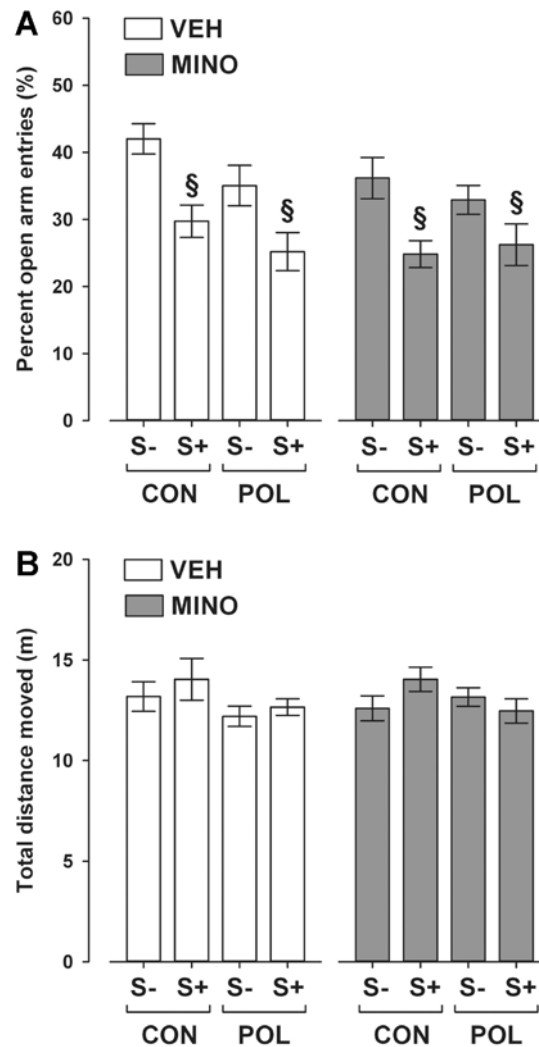 A
VEH
MINO
Percent open arm entries (%)
60
50
40
30
20
10
0
§ § § §
S- S+ S- S+ S- S+ S- S+
CON POL CON POL
B
VEH
MINO
Total distance moved (m)
20
15
10
5
0
S- S+ S- S+ S- S+ S- S+
CON POL CON POL